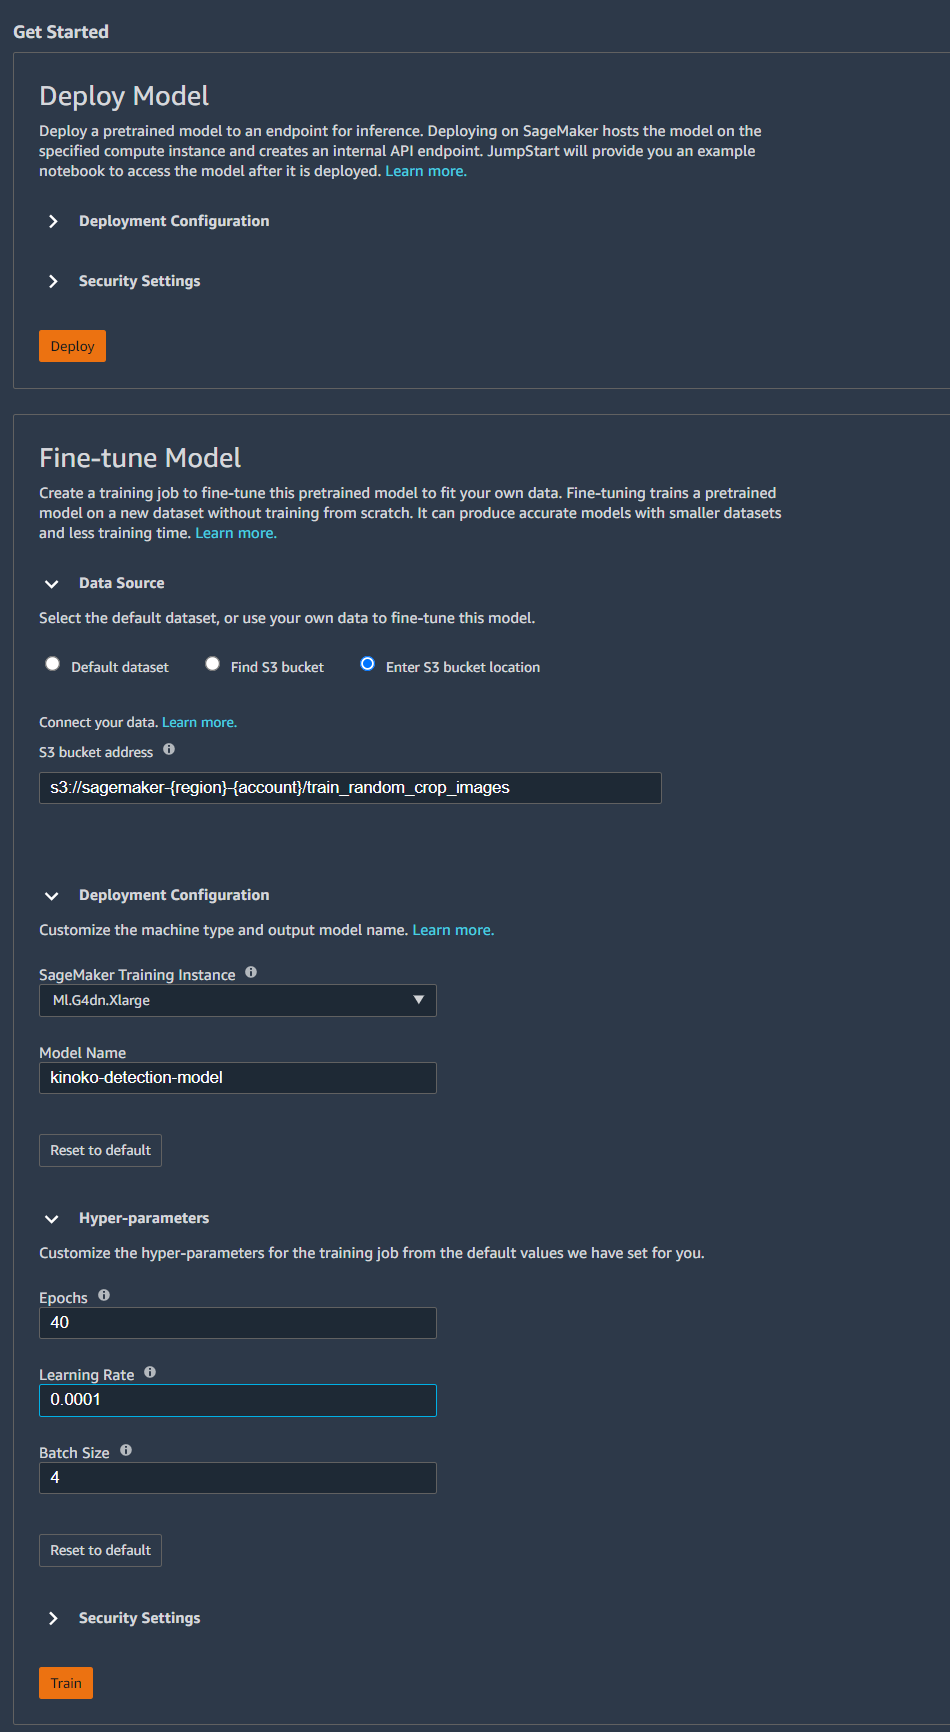 Get Started
Deploy Model
Deploy a pretrained model to an endpoint for inference. Deploying on SageMaker hosts the model on the
specified compute instance and creates an internal API endpoint. JumpStart will provide you an example
notebook to access the model after it is deployed. Learn more.
Deployment Configuration
Security Settings
Deploy
Fine-tune Model
Create a training job to fine-tune this pretrained model to fit your own data. Fine-tuning trains a pretrained
model on a new dataset without training from scratch. It can produce accurate models with smaller datasets
and less training time. Learn more.
Data Source
Select the default dataset, or use your own data to fine-tune this model.
Default dataset Find S3 bucket Enter S3 bucket location
Connect your data. Learn more.
S3 bucket address
s3://sagemaker-{region}-{account}/train_random_crop_images
Deployment Configuration
Customize the machine type and output model name. Learn more.
SageMaker Training Instance
Ml.G4dn.Xlarge
Model Name
kinoko-detection-model
Reset to default
Hyper-parameters
Customize the hyper-parameters for the training job from the default values we have set for you.
Epochs
40
Learning Rate
0.0001
Batch Size
4
Reset to default
Security Settings
Train